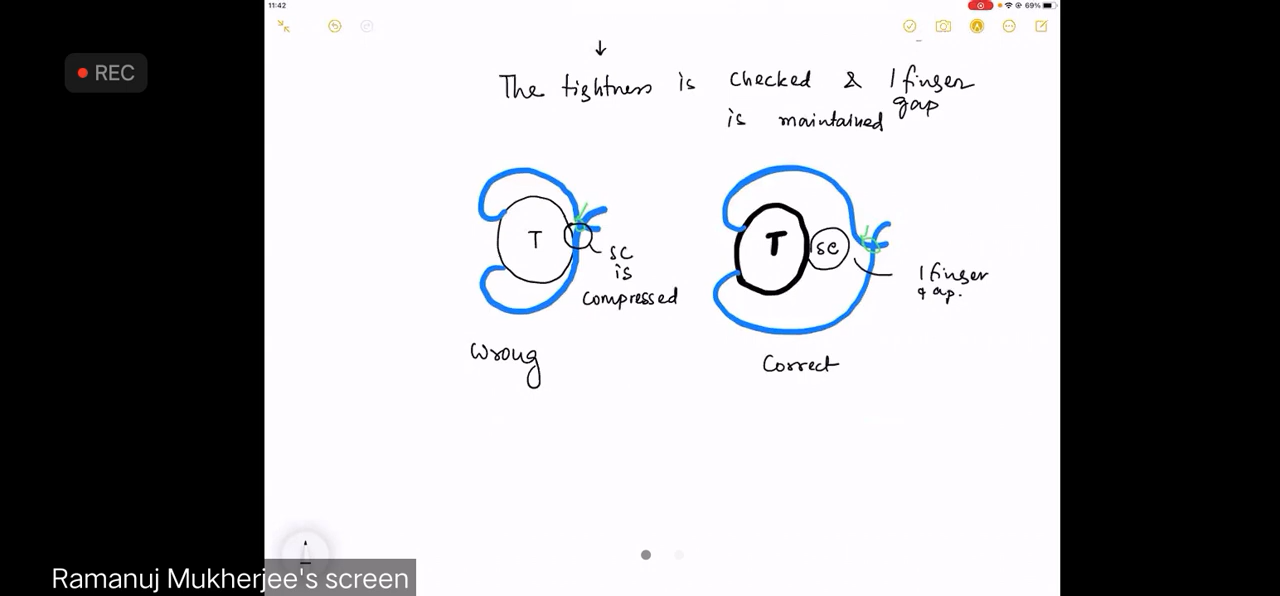 11:42
69%
REC
The tightness is checked & 1 finger
gap
is maintained
T
SC
is
compressed
Wrong
T
SC
1 finger
gap.
Correct
Ramanuj Mukherjee's screen